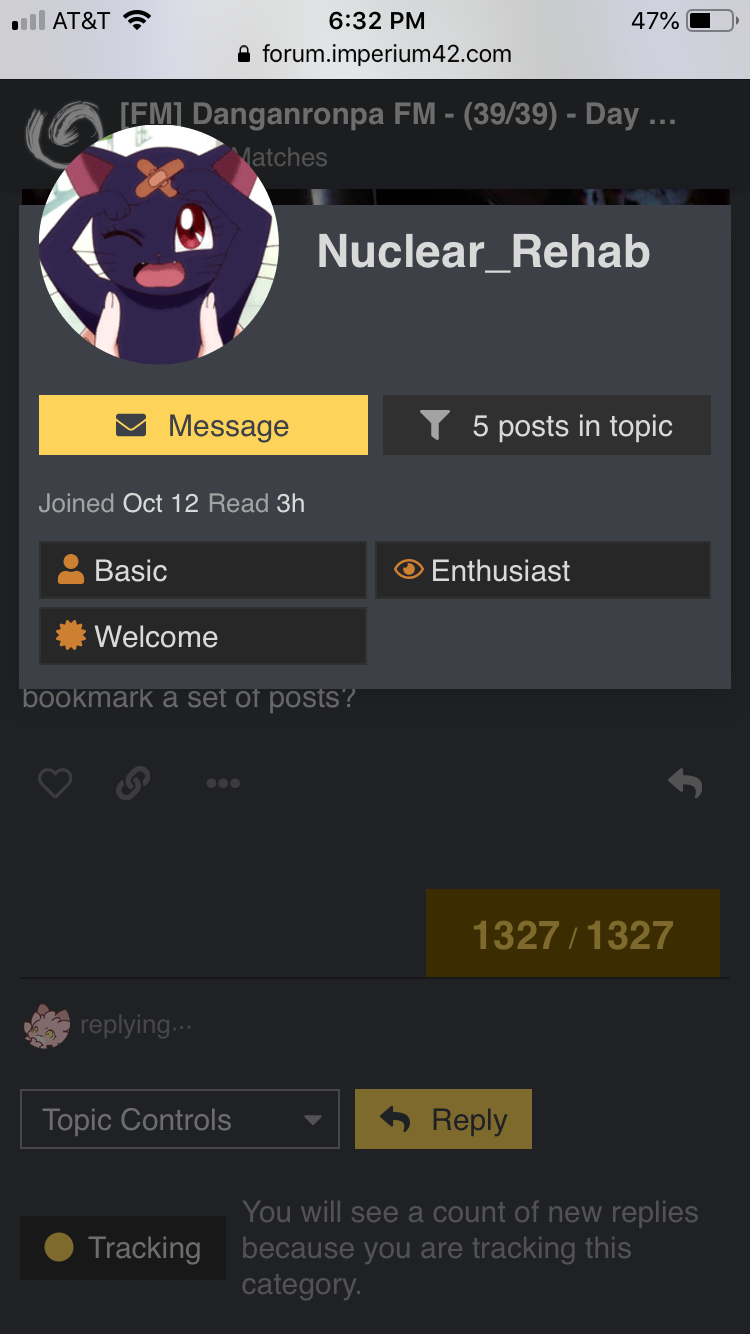 AT&T 6:32 PM 47%
forum.imperium42.com
[FM] Danganronpa FM - (39/39) - Day ...
Matches
Nuclear_Rehab
Message
5 posts in topic
Joined Oct 12 Read 3h
Basic
Enthusiast
Welcome
bookmark a set of posts?
1327 / 1327
replying...
Topic Controls
Reply
Tracking
You will see a count of new replies
because you are tracking this
category.